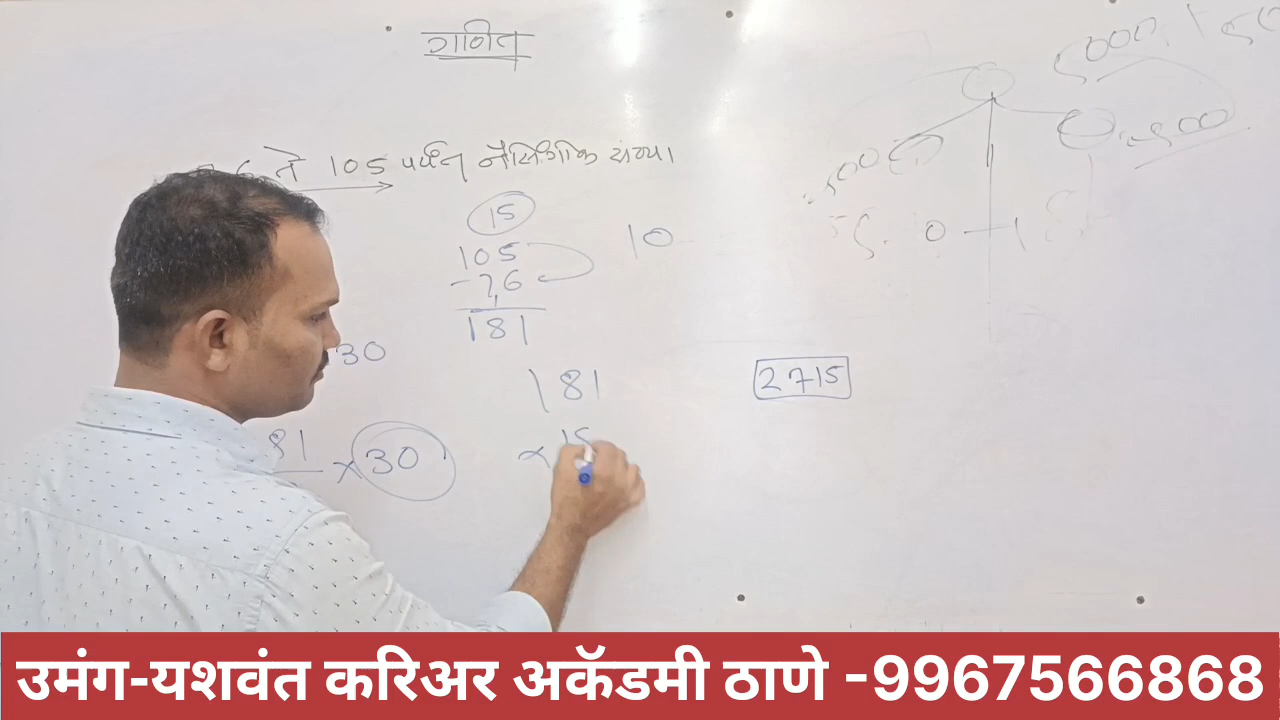 गणित
6 ते 105 पर्यंत नैसर्गिक संख्या
15
105
10
- 76
181
30
181
2715
81 × 30
× 15
उमंग-यशवंत करिअर अकॅडमी ठाणे -9967566868